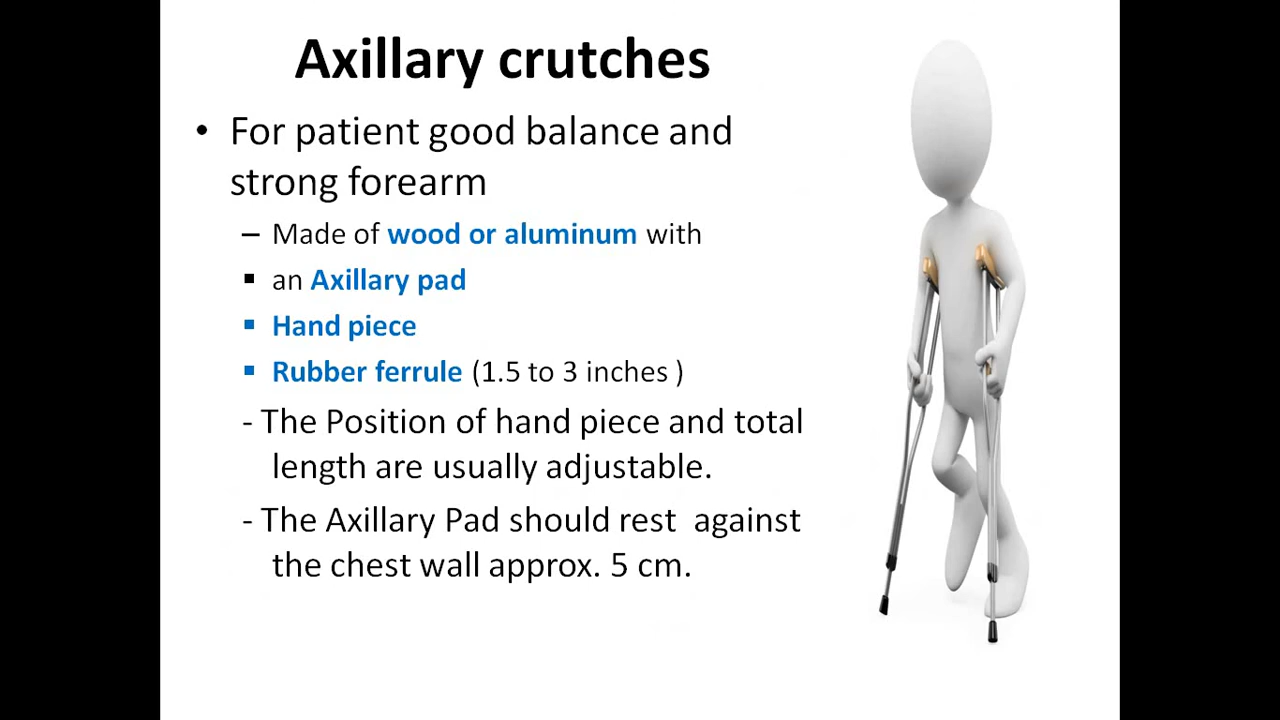 Axillary crutches
• For patient good balance and
strong forearm
– Made of wood or aluminum with
▪ an Axillary pad
▪ Hand piece
▪ Rubber ferrule (1.5 to 3 inches )
- The Position of hand piece and total
length are usually adjustable.
- The Axillary Pad should rest  against
the chest wall approx. 5 cm.